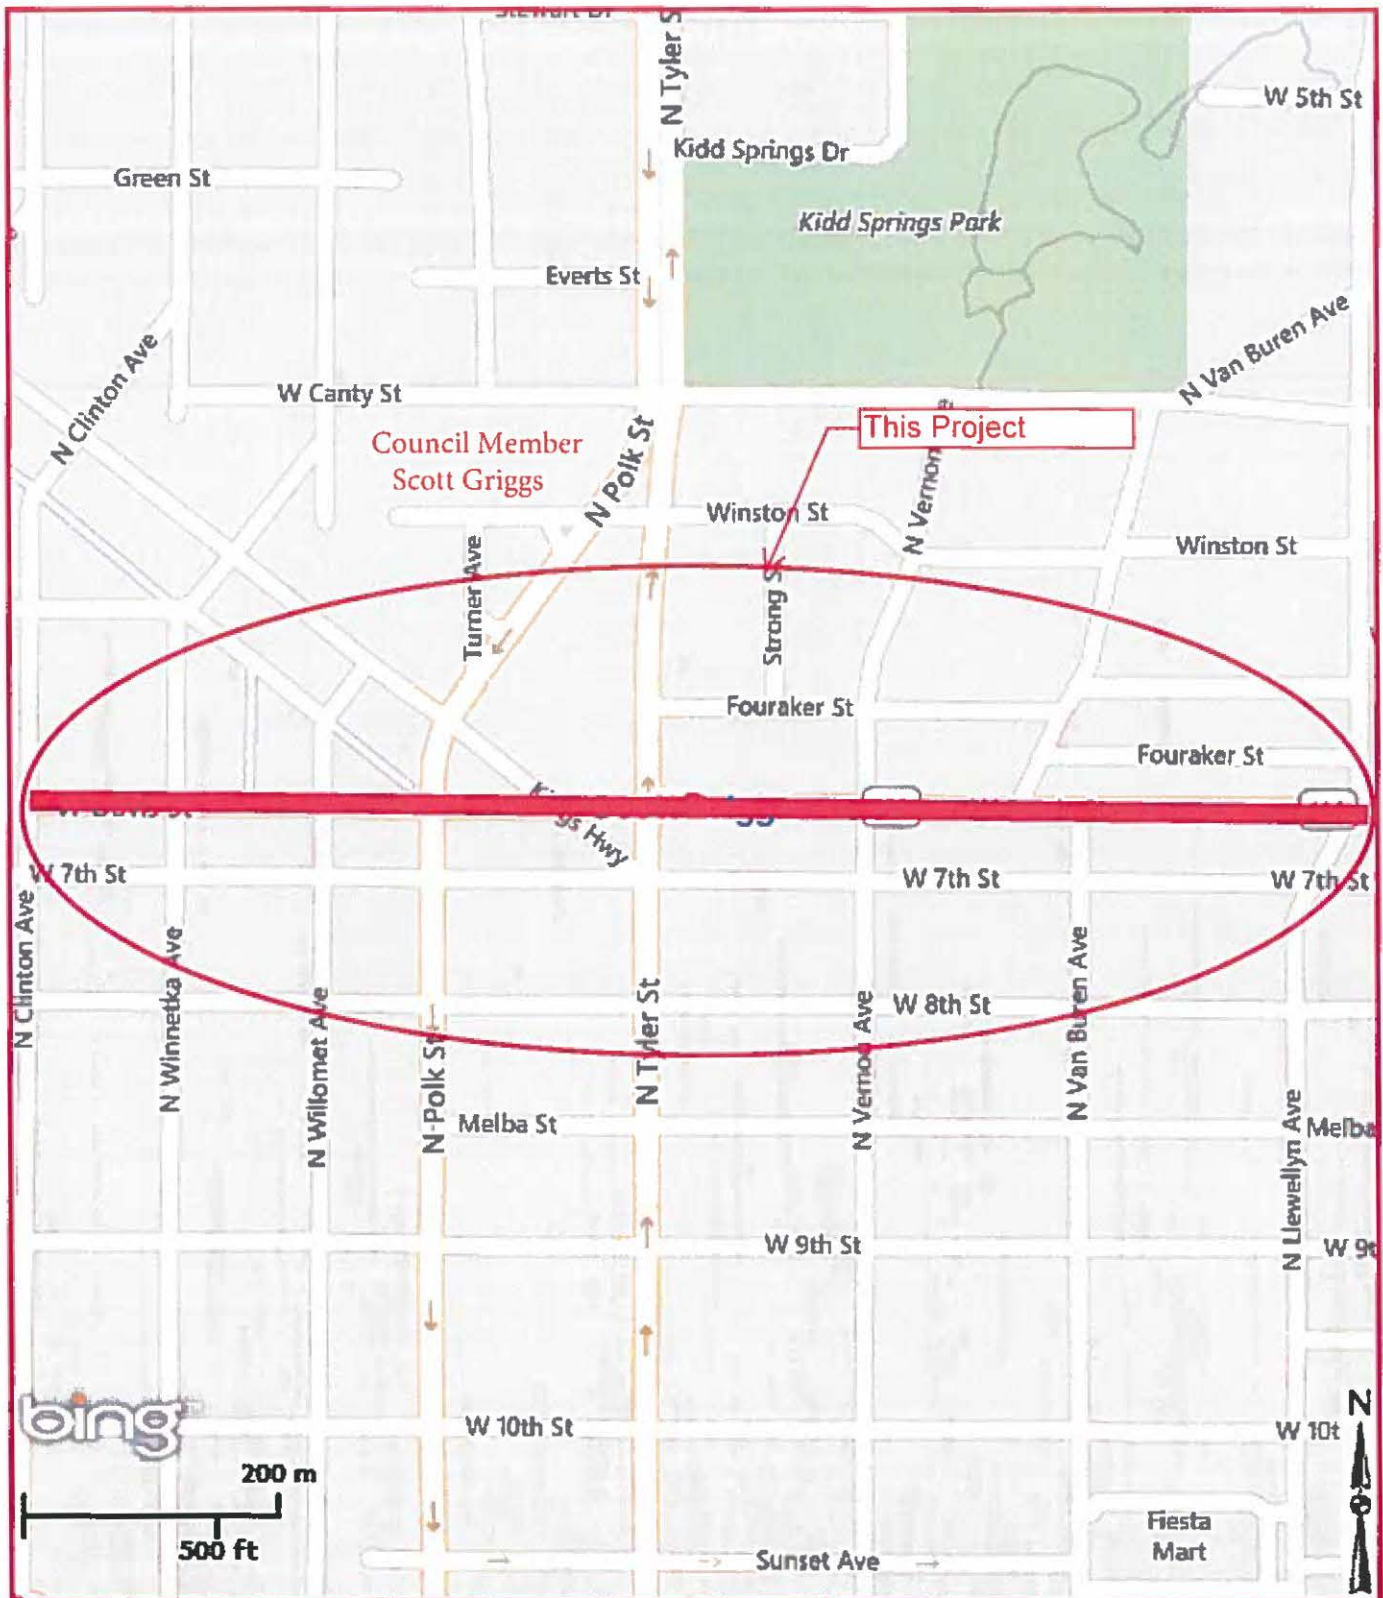 N Tyler S
W 5th St
Kidd Springs Dr
Green St
Kidd Springs Park
Everts St
N Van Buren Ave
N Clinton Ave
W Canty St
This Project
Council Member
Scott Griggs
N Polk St
N Vernon
Winston St
Winston St
Turner Ave
Strong S
Fouraker St
Fouraker St
Kings Hwy
W 7th St
W 7th St
W 7th St
N Clinton Ave
N Winnetka Ave
N Willomet Ave
N Polk St
N Tyler St
W 8th St
N Vernon Ave
N Van Buren Ave
Melba St
N Llewellyn Ave
Melba
W 9th St
W 9t
bing
W 10th St
W 10t
N
200 m
500 ft
Sunset Ave
Fiesta
Mart